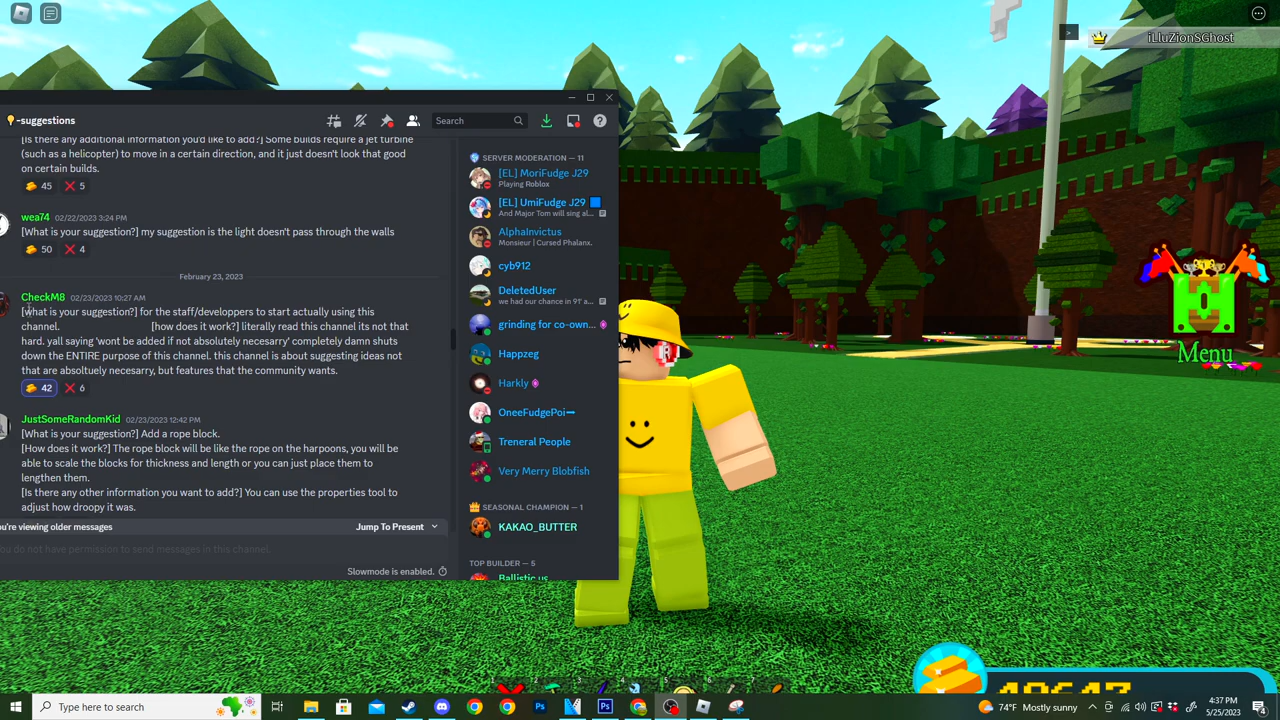 iLluZionSGhost
>
-suggestions
Search
[Is there any additional information you'd like to add?] Some builds require a jet turbine
(such as a helicopter) to move in a certain direction, and it just doesn't look that good
on certain builds.
45 5
wea74 02/22/2023 3:24 PM
[What is your suggestion?] my suggestion is the light doesn't pass through the walls
50 4
February 23, 2023
CheckM8 02/23/2023 10:27 AM
[What is your suggestion?] for the staff/developpers to start actually using this
channel. [how does it work?] literally read this channel its not that
hard. yall saying 'wont be added if not absolutely necesarry' completely damn shuts
down the ENTIRE purpose of this channel. this channel is about suggesting ideas not
that are absoltuely necesarry, but features that the community wants.
42 6
JustSomeRandomKid 02/23/2023 12:42 PM
[What is your suggestion?] Add a rope block.
[How does it work?] The rope block will be like the rope on the harpoons, you will be
able to scale the blocks for thickness and length or you can just place them to
lengthen them.
[Is there any other information you want to add?] You can use the properties tool to
adjust how droopy it was.
ou're viewing older messages Jump To Present
ou do not have permission to send messages in this channel.
Slowmode is enabled.
SERVER MODERATION — 11
[EL] MoriFudge J29
Playing Roblox
[EL] UmiFudge J29
And Major Tom will sing al...
AlphaInvictus
Monsieur | Cursed Phalanx.
cyb912
DeletedUser
we had our chance in 9'f a...
grinding for co-own...
Happzeg
Harkly
OneeFudgePoi
Treneral People
Very Merry Blobfish
SEASONAL CHAMPION — 1
KAKAO_BUTTER
TOP BUILDER — 5
Ballistic.us
Menu
1 2 3 4 5 6 7
Type here to search
74°F Mostly sunny
4:37 PM
5/25/2023
4